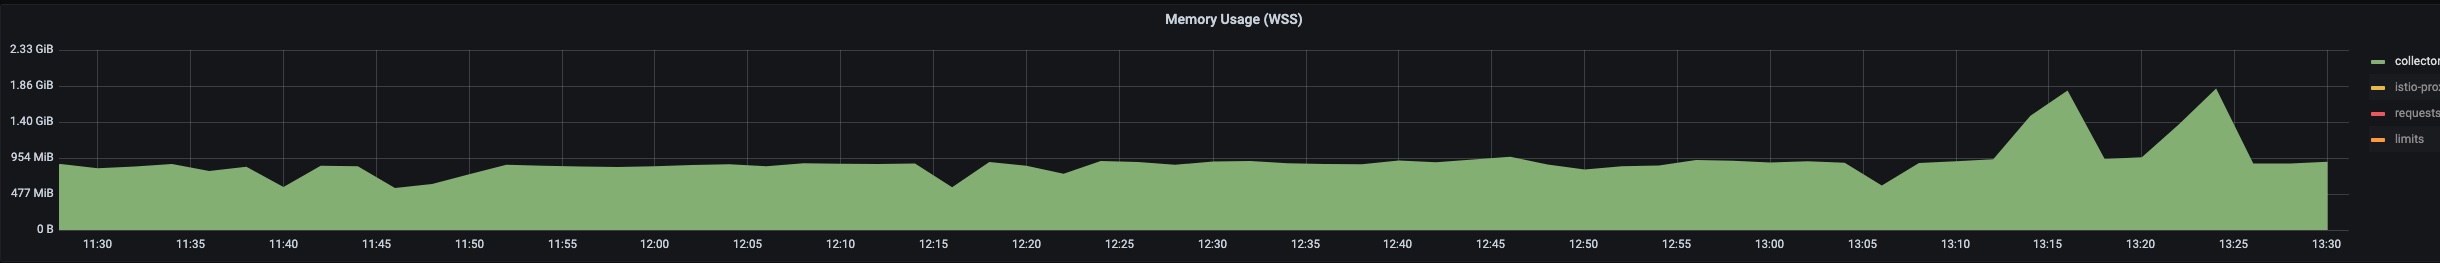 Memory Usage (WSS)
2.33 GiB
1.86 GiB
1.40 GiB
954 MiB
477 MiB
0 B
11:30 11:35 11:40 11:45 11:50 11:55 12:00 12:05 12:10 12:15 12:20 12:25 12:30 12:35 12:40 12:45 12:50 12:55 13:00 13:05 13:10 13:15 13:20 13:25 13:30
collector
istio-pro
requests
limits